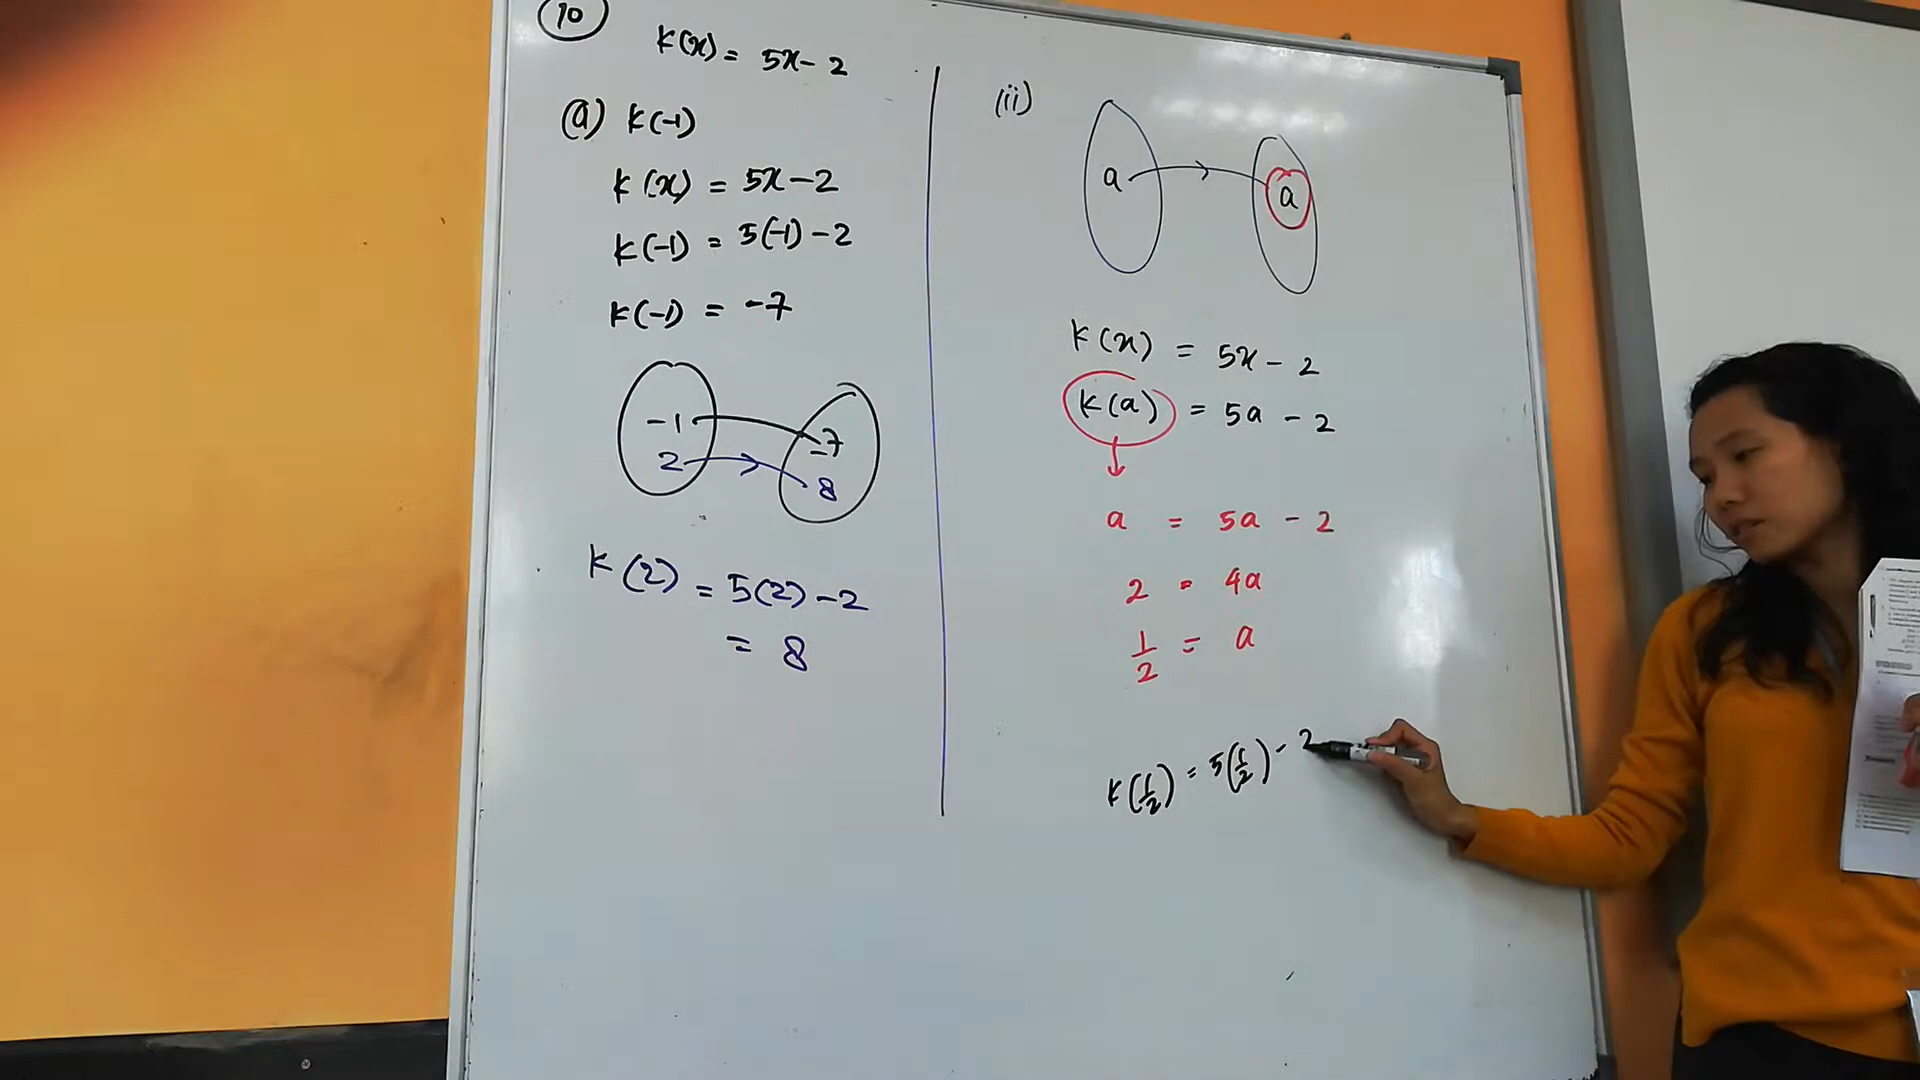 10
k(x) = 5x - 2
(a) k(-1)
k(x) = 5x - 2
k(-1) = 5(-1) - 2
k(-1) = -7
-1 -7
2 8
k(2) = 5(2) - 2
= 8
(ii)
a a
k(x) = 5x - 2
k(a) = 5a - 2
a = 5a - 2
2 = 4a
1/2 = a
k(1/2) = 5(1/2) - 2